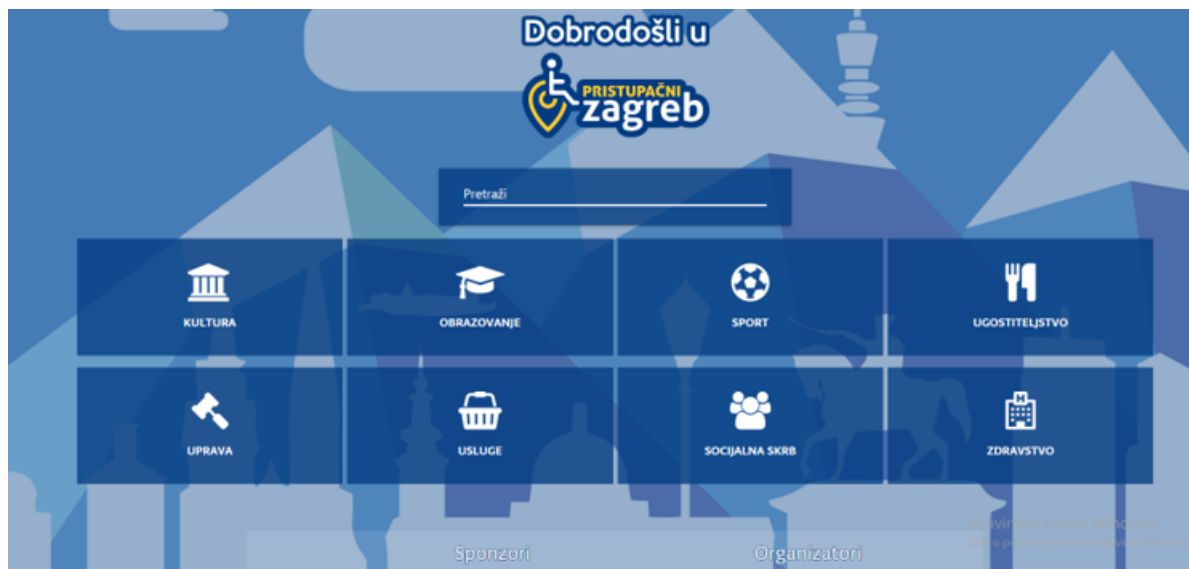 Dobrodošli u
PRISTUPAČNI
zagreb
Pretraži
KULTURA
OBRAZOVANJE
SPORT
UGOSTITELJSTVO
UPRAVA
USLUGE
SOCIJALNA SKRB
ZDRAVSTVO
Sponzori
Organizatori